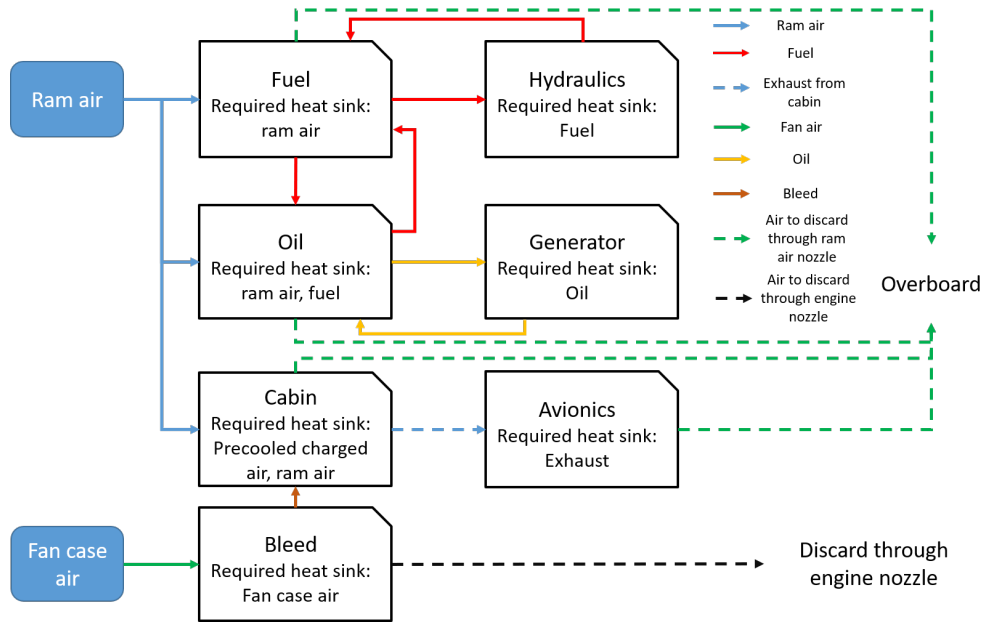 Ram air
Fuel
Required heat sink:
ram air
Hydraulics
Required heat sink:
Fuel
Oil
Required heat sink:
ram air, fuel
Generator
Required heat sink:
Oil
Cabin
Required heat sink:
Precooled charged
air, ram air
Avionics
Required heat sink:
Exhaust
Fan case
air
Bleed
Required heat sink:
Fan case air
Discard through
engine nozzle
Overboard
Ram air
Fuel
Exhaust from
cabin
Fan air
Oil
Bleed
Air to discard
through ram
air nozzle
Air to discard
through engine
nozzle